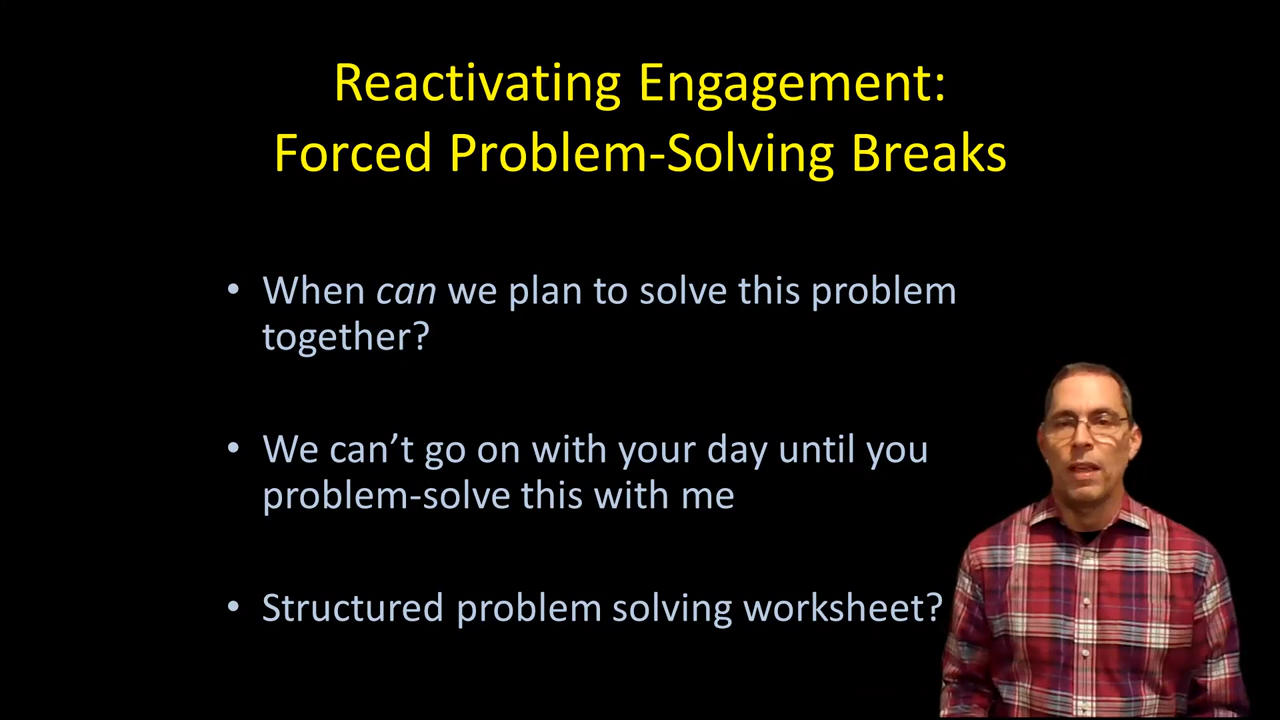 Reactivating Engagement:
Forced Problem-Solving Breaks
• When can we plan to solve this problem
together?
• We can’t go on with your day until you
problem-solve this with me
• Structured problem solving worksheet?